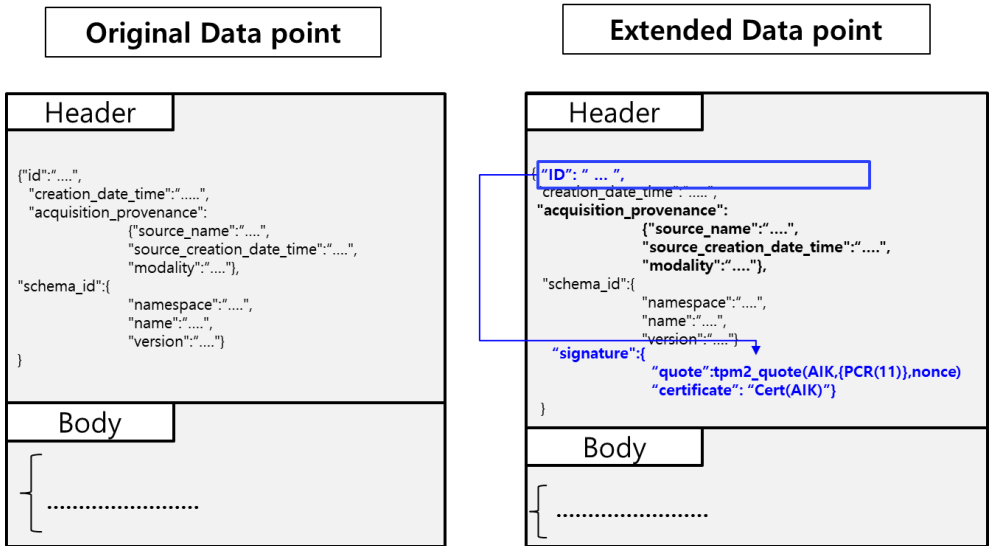 Original Data point
Header
{"id":“....",
"creation_date_time":“.....",
"acquisition_provenance":
{"source_name":“....",
"source_creation_date_time":“....",
"modality":“...."},
"schema_id":{
"namespace":“....",
"name":“....",
"version":“...."}
}
Body
........................
Extended Data point
Header
{ “ID”: “ ... ”,
"creation_date_time":“.....",
"acquisition_provenance":
{"source_name":“....",
"source_creation_date_time":“....",
"modality":“...."},
"schema_id":{
"namespace":“....",
"name":“....",
"version":“...."}
“signature":{
“quote":tpm2_quote(AIK,{PCR(11)},nonce)
“certificate": “Cert(AIK)”}
}
Body
........................